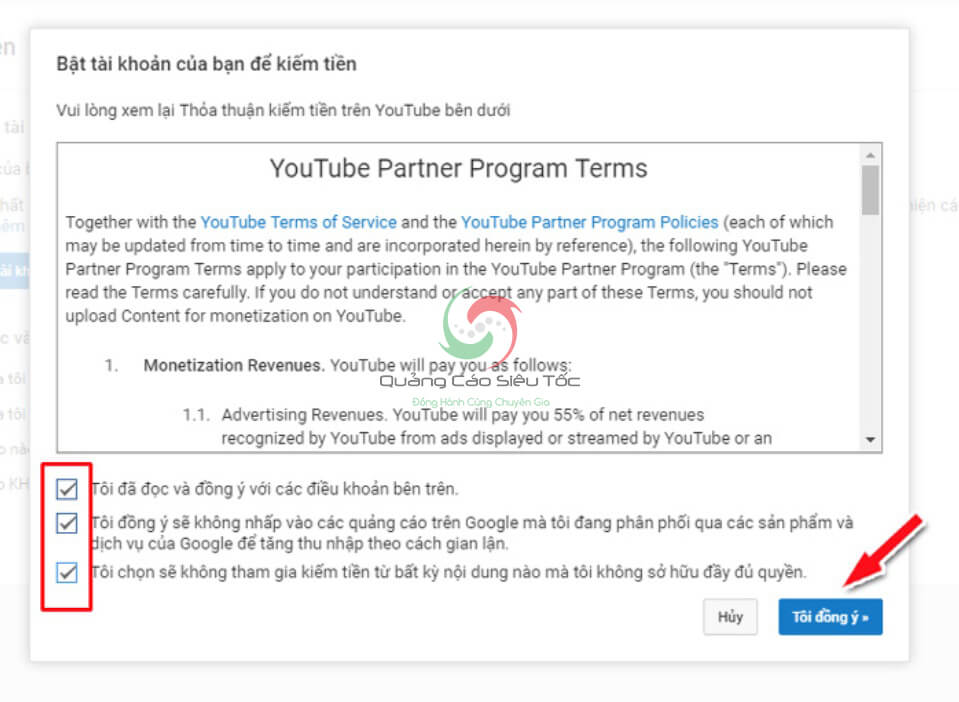 Bật tài khoản của bạn để kiếm tiền
Vui lòng xem lại Thỏa thuận kiếm tiền trên YouTube bên dưới
YouTube Partner Program Terms
Together with the YouTube Terms of Service and the YouTube Partner Program Policies (each of which
may be updated from time to time and are incorporated herein by reference), the following YouTube
Partner Program Terms apply to your participation in the YouTube Partner Program (the "Terms"). Please
read the Terms carefully. If you do not understand or accept any part of these Terms, you should not
upload Content for monetization on YouTube.
1. Monetization Revenues. YouTube will pay you as follows:
Quảng Cáo Siêu Tốc
Đồng Hành Cùng Chuyên Gia
1.1. Advertising Revenues. YouTube will pay you 55% of net revenues
recognized by YouTube from ads displayed or streamed by YouTube or an
Tôi đã đọc và đồng ý với các điều khoản bên trên.
Tôi đồng ý sẽ không nhấp vào các quảng cáo trên Google mà tôi đang phân phối qua các sản phẩm và
dịch vụ của Google để tăng thu nhập theo cách gian lận.
Tôi chọn sẽ không tham gia kiếm tiền từ bất kỳ nội dung nào mà tôi không sở hữu đầy đủ quyền.
Hủy
Tôi đồng ý »